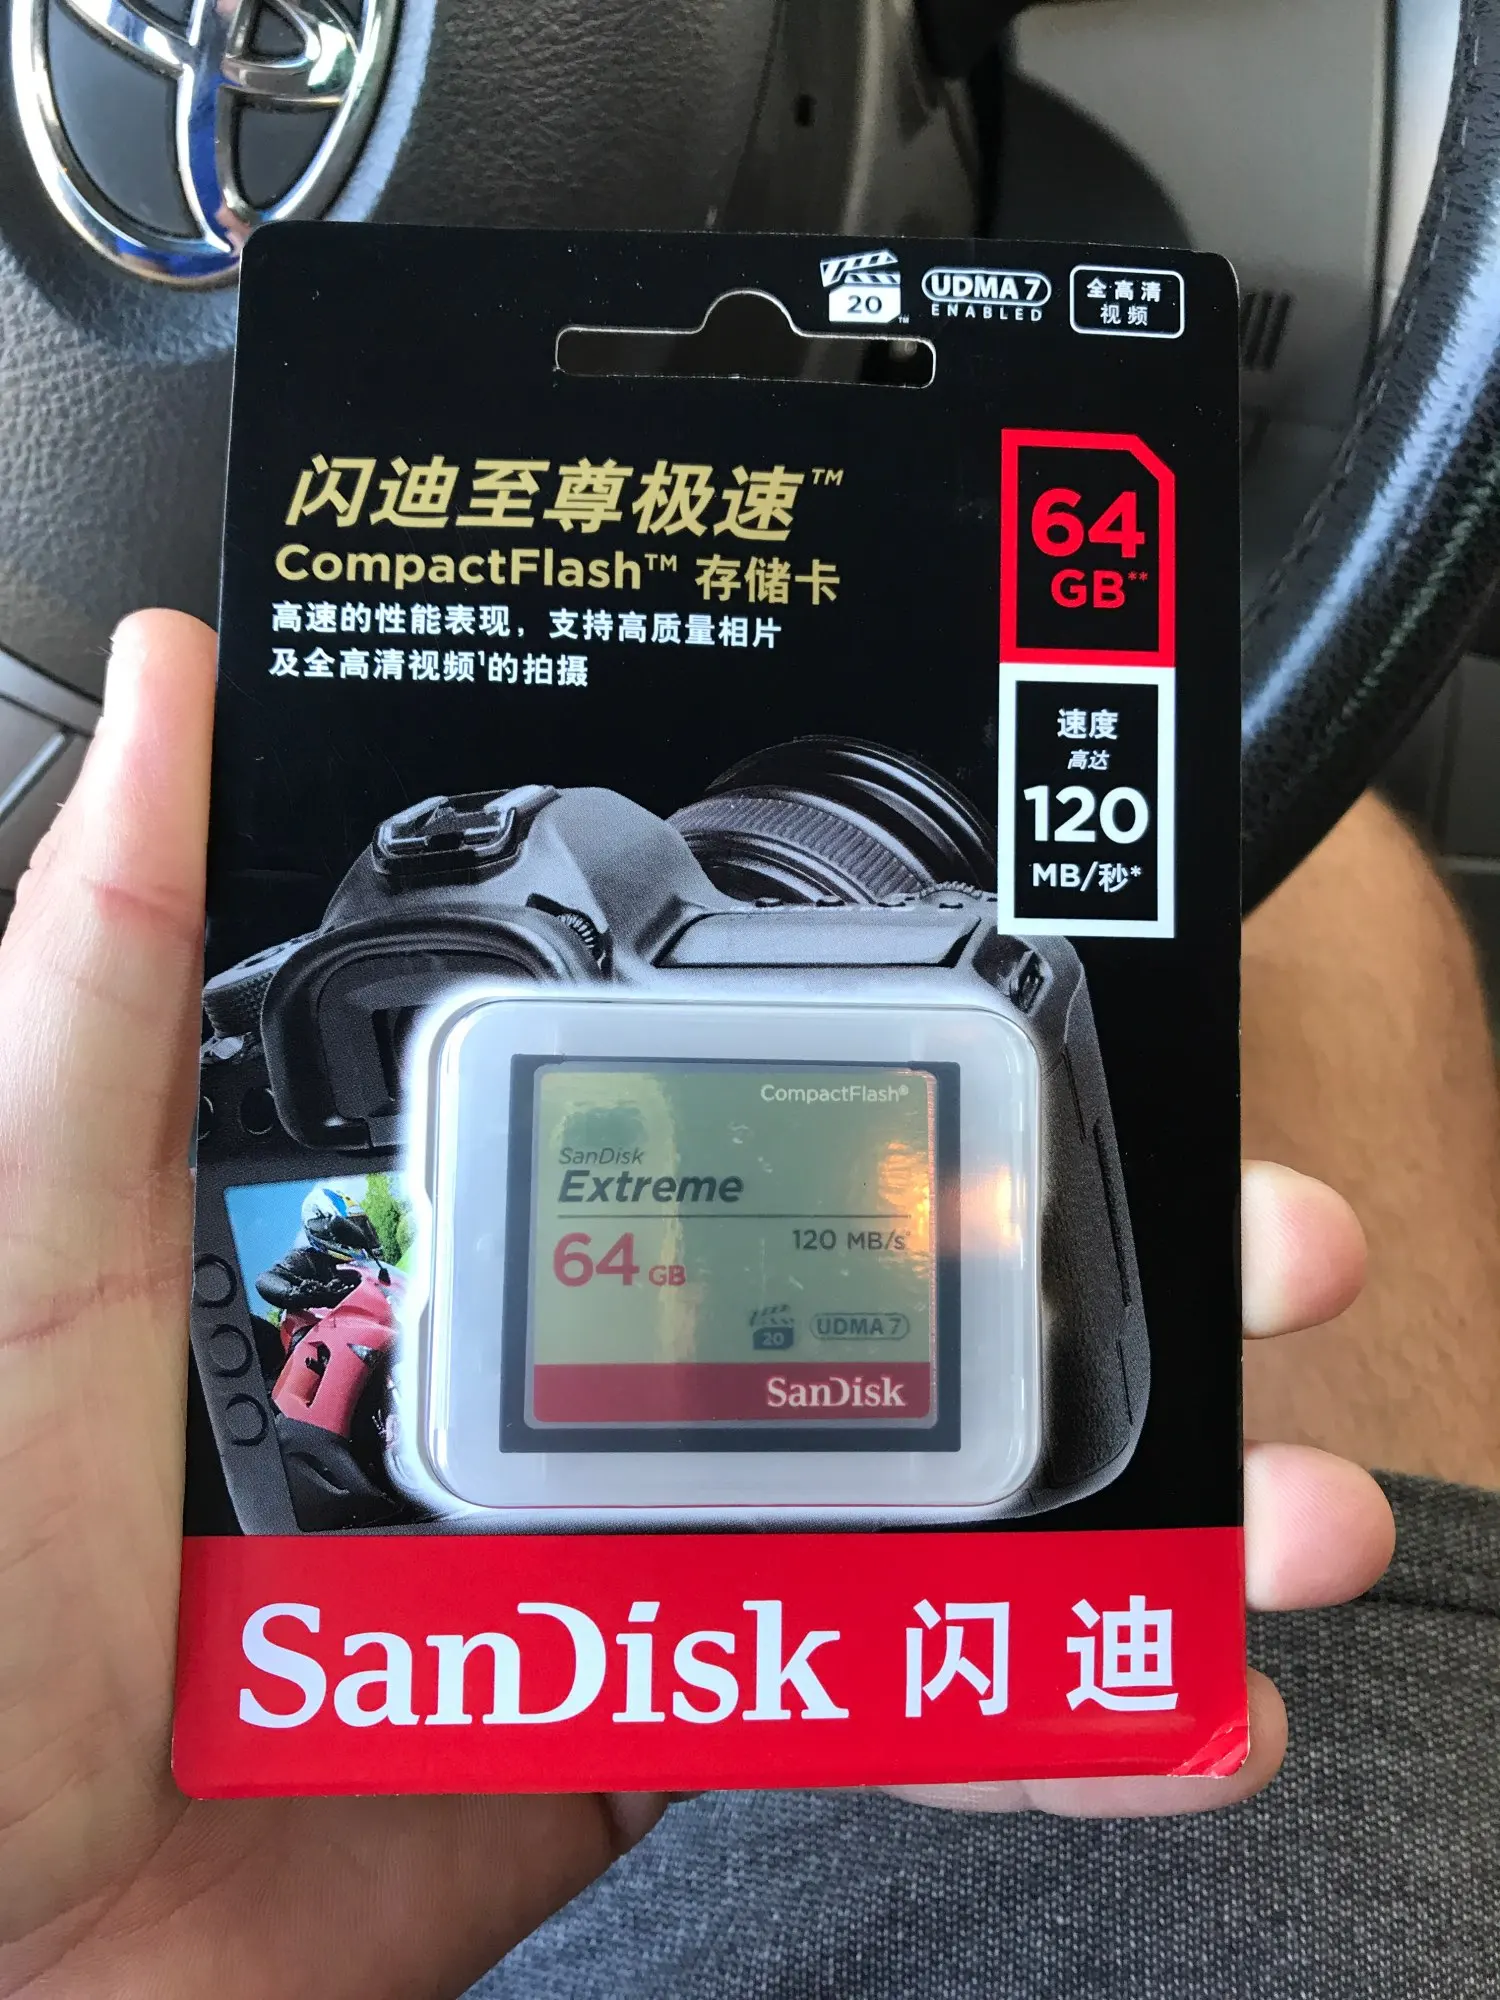 20™
UDMA 7
ENABLED
全高清
视频
闪迪至尊极速™
CompactFlash™ 存储卡
高速的性能表现，支持高质量相片
及全高清视频¹的拍摄
64
GB**
速度
高达
120
MB/秒*
CompactFlash®
SanDisk
Extreme
64 GB
120 MB/s*
20
UDMA 7
SanDisk
SanDisk 闪迪